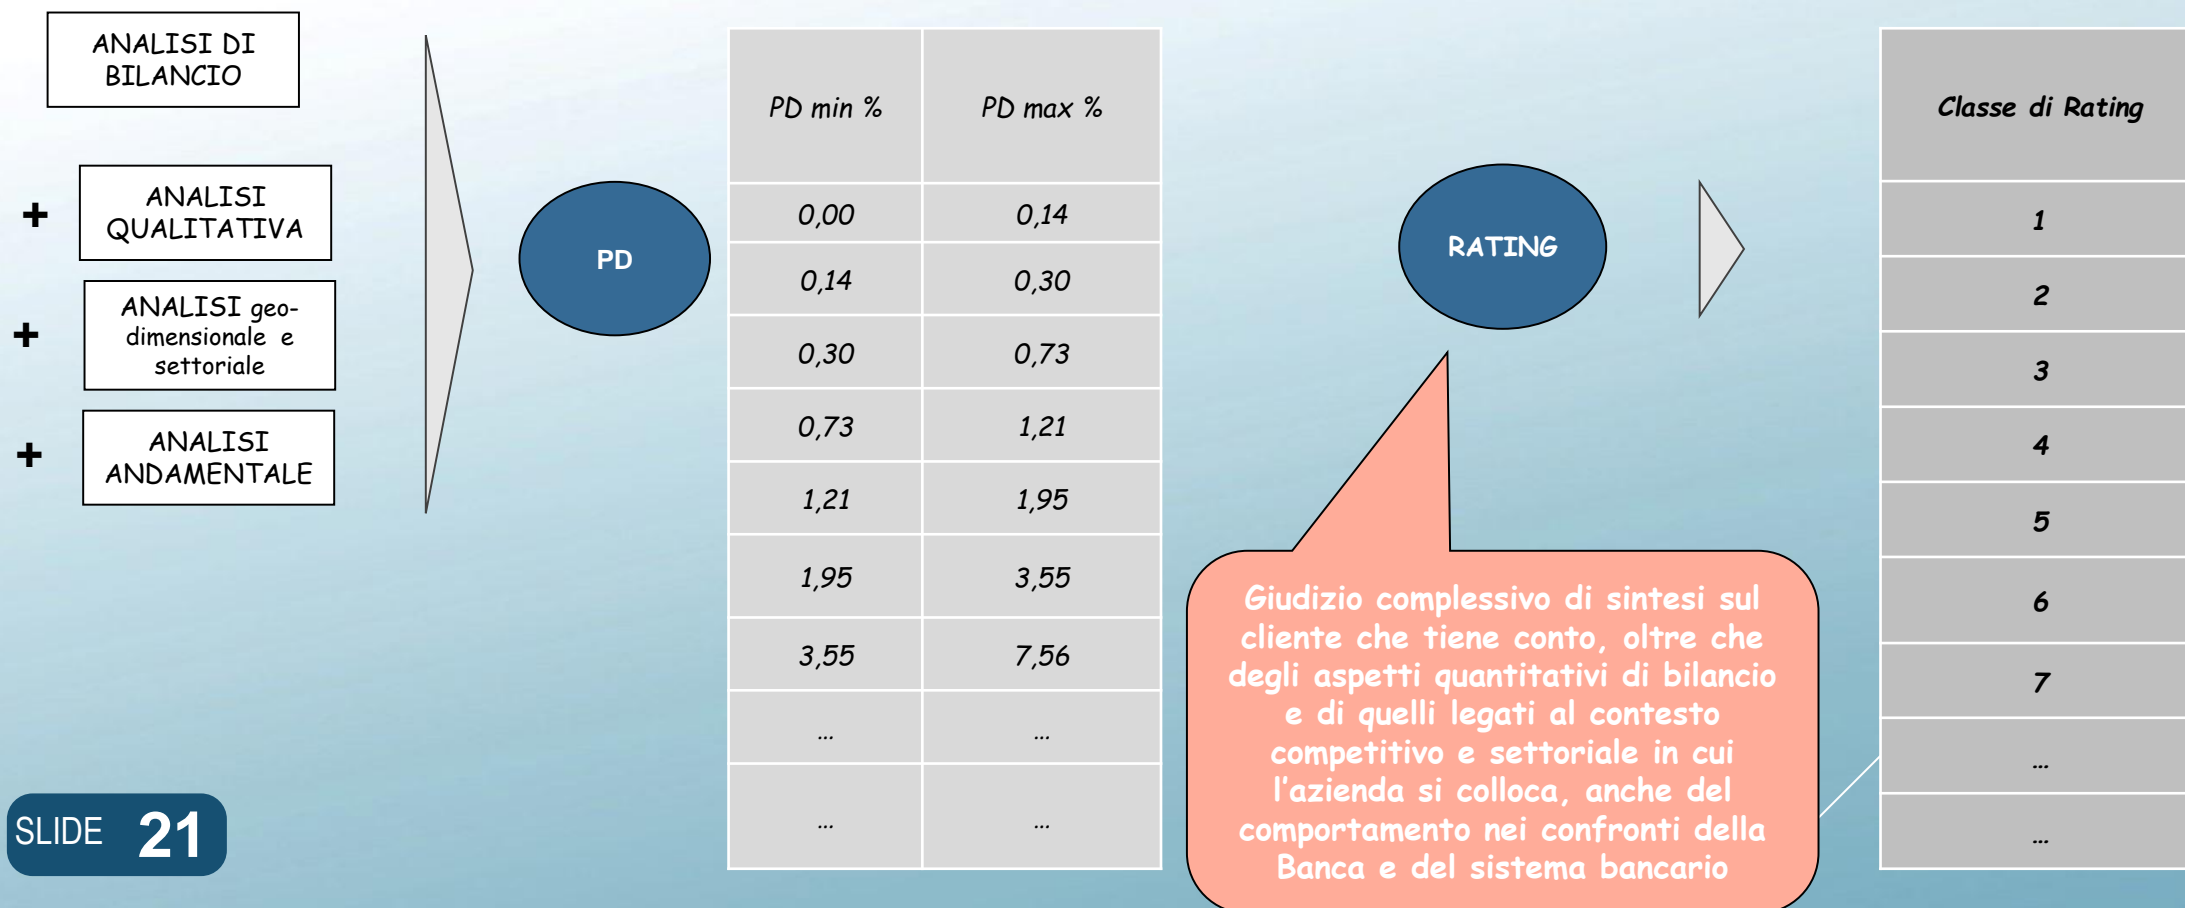 ANALISI DI
BILANCIO
+
ANALISI
QUALITATIVA
+
ANALISI geo-
dimensionale e
settoriale
+
ANALISI
ANDAMENTALE
PD
PD min % PD max %
0,00 0,14
0,14 0,30
0,30 0,73
0,73 1,21
1,21 1,95
1,95 3,55
3,55 7,56
… …
… …
RATING
Giudizio complessivo di sintesi sul
cliente che tiene conto, oltre che
degli aspetti quantitativi di bilancio
e di quelli legati al contesto
competitivo e settoriale in cui
l'azienda si colloca, anche del
comportamento nei confronti della
Banca e del sistema bancario
Classe di Rating
1
2
3
4
5
6
7
…
…
SLIDE 21